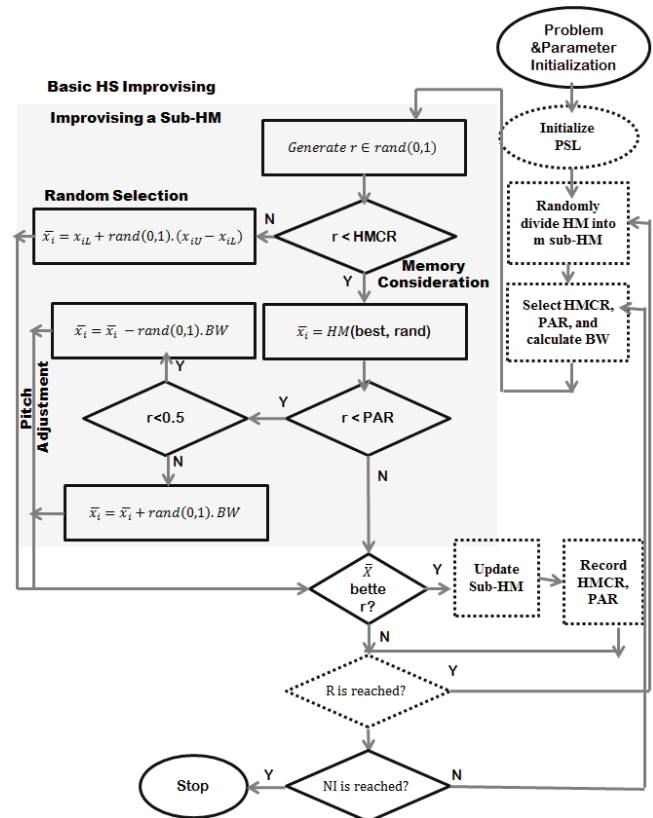 Problem
&Parameter
Initialization
Basic HS Improvising
Improvising a Sub-HM
Initialize
PSL
Generate r ∈ rand(0,1)
Random Selection
N
x̄ᵢ = xᵢL + rand(0,1).(xᵢU − xᵢL)
r < HMCR
Randomly
divide HM into
m sub-HM
Y
Memory
Consideration
Select HMCR,
PAR, and
calculate BW
x̄ᵢ = x̄ᵢ − rand(0,1).BW
x̄ᵢ = HM(best, rand)
Y
r<0.5
Y
r < PAR
Pitch
Adjustment
N
N
x̄ᵢ = x̄ᵢ + rand(0,1).BW
X̄
bette
r?
Y
Update
Sub-HM
Record
HMCR,
PAR
N
R is reached?
Y
Stop
Y
NI is reached?
N